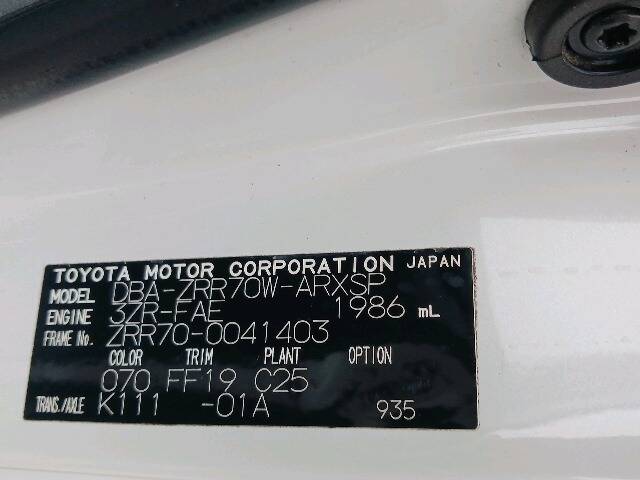 TOYOTA MOTOR CORPORATION JAPAN
MODEL DBA-ZRR70W-ARXSP
ENGINE 3ZR-FAE 1986 mL
FRAME No. ZRR70-0041403
COLOR TRIM PLANT OPTION
070 FF19 C25
TRANS./AXLE K111 -01A 935